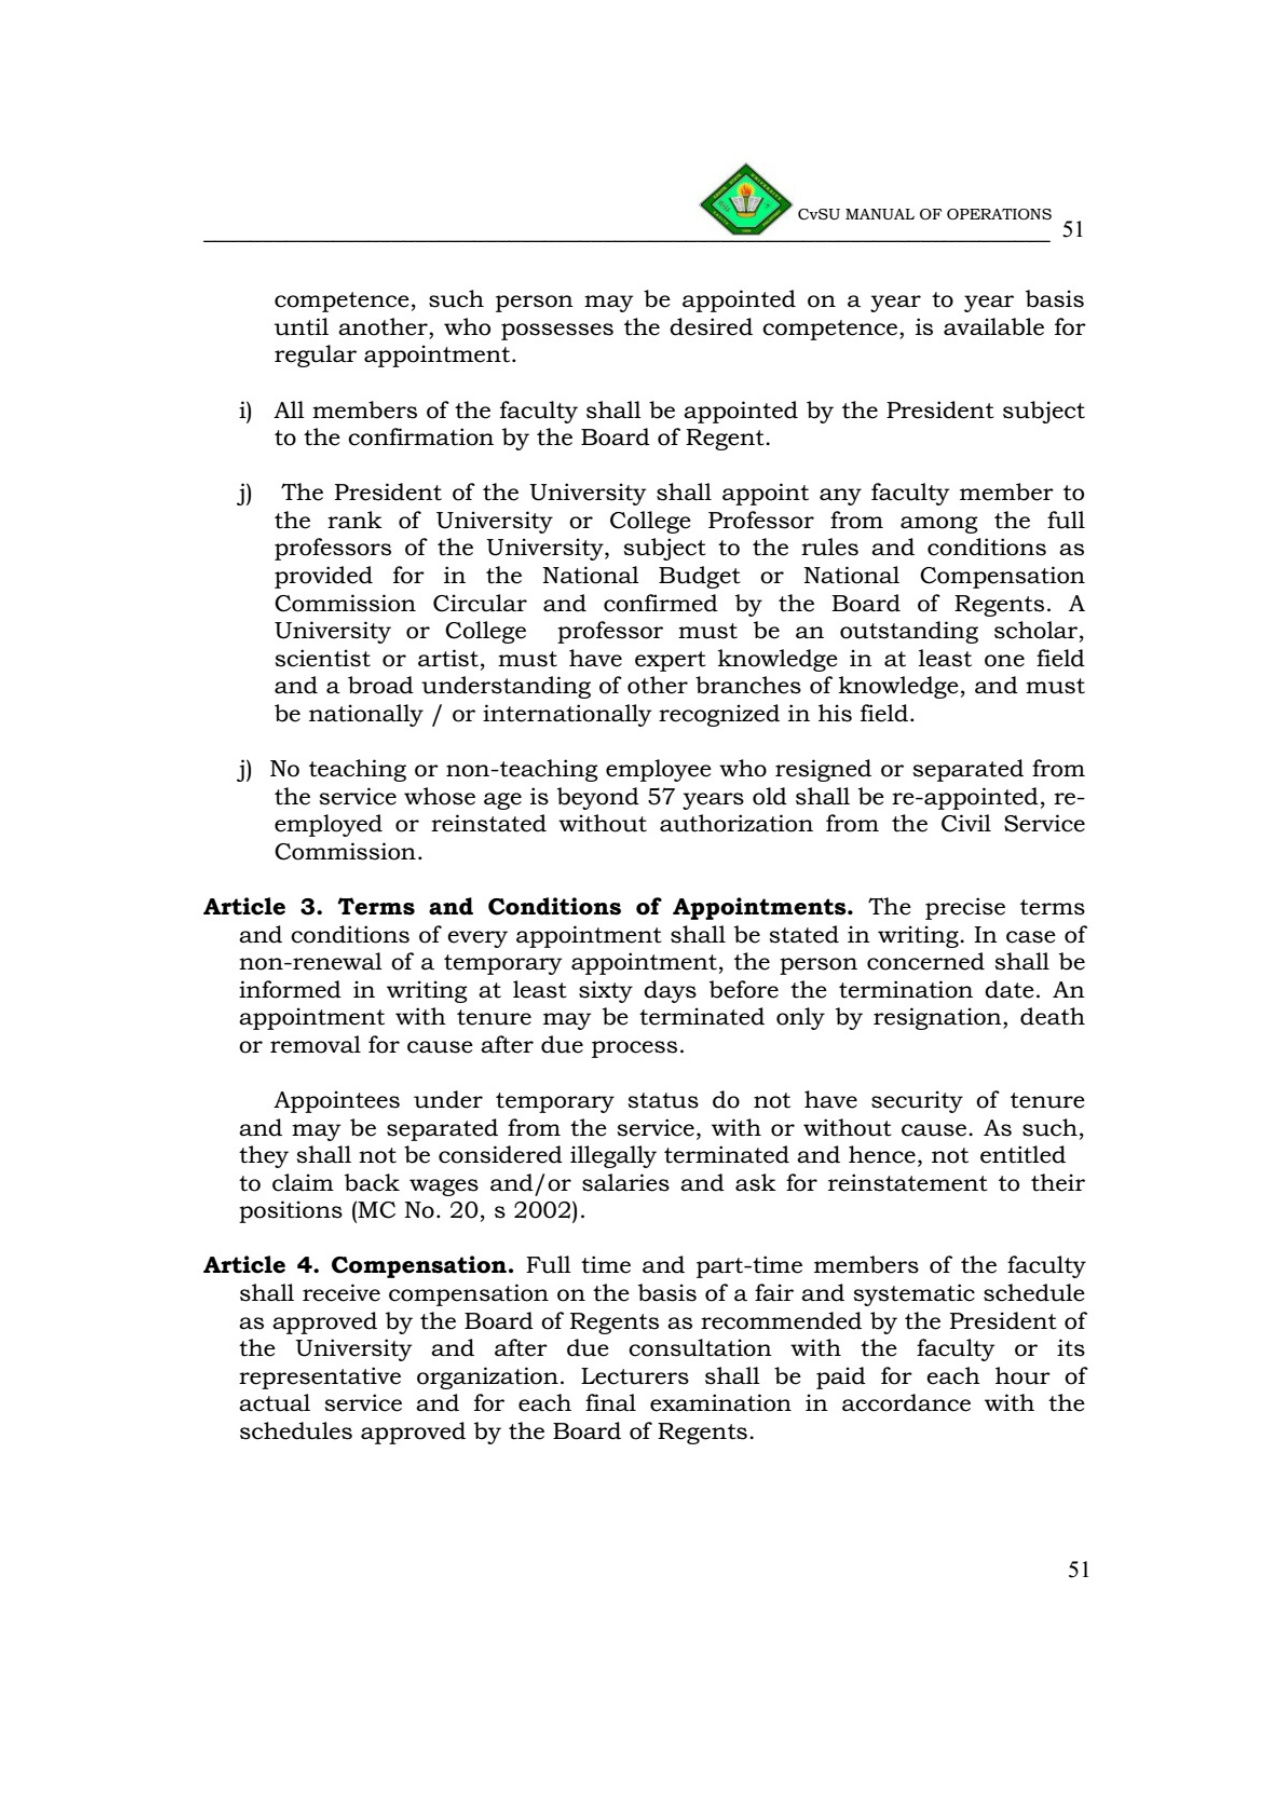 CvSU MANUAL OF OPERATIONS
51
competence, such person may be appointed on a year to year basis
until another, who possesses the desired competence, is available for
regular appointment.
i) All members of the faculty shall be appointed by the President subject
to the confirmation by the Board of Regent.
j) The President of the University shall appoint any faculty member to
the rank of University or College Professor from among the full
professors of the University, subject to the rules and conditions as
provided for in the National Budget or National Compensation
Commission Circular and confirmed by the Board of Regents. A
University or College professor must be an outstanding scholar,
scientist or artist, must have expert knowledge in at least one field
and a broad understanding of other branches of knowledge, and must
be nationally / or internationally recognized in his field.
j) No teaching or non-teaching employee who resigned or separated from
the service whose age is beyond 57 years old shall be re-appointed, re-
employed or reinstated without authorization from the Civil Service
Commission.
Article 3. Terms and Conditions of Appointments. The precise terms
and conditions of every appointment shall be stated in writing. In case of
non-renewal of a temporary appointment, the person concerned shall be
informed in writing at least sixty days before the termination date. An
appointment with tenure may be terminated only by resignation, death
or removal for cause after due process.
Appointees under temporary status do not have security of tenure
and may be separated from the service, with or without cause. As such,
they shall not be considered illegally terminated and hence, not entitled
to claim back wages and/or salaries and ask for reinstatement to their
positions (MC No. 20, s 2002).
Article 4. Compensation. Full time and part-time members of the faculty
shall receive compensation on the basis of a fair and systematic schedule
as approved by the Board of Regents as recommended by the President of
the University and after due consultation with the faculty or its
representative organization. Lecturers shall be paid for each hour of
actual service and for each final examination in accordance with the
schedules approved by the Board of Regents.
51